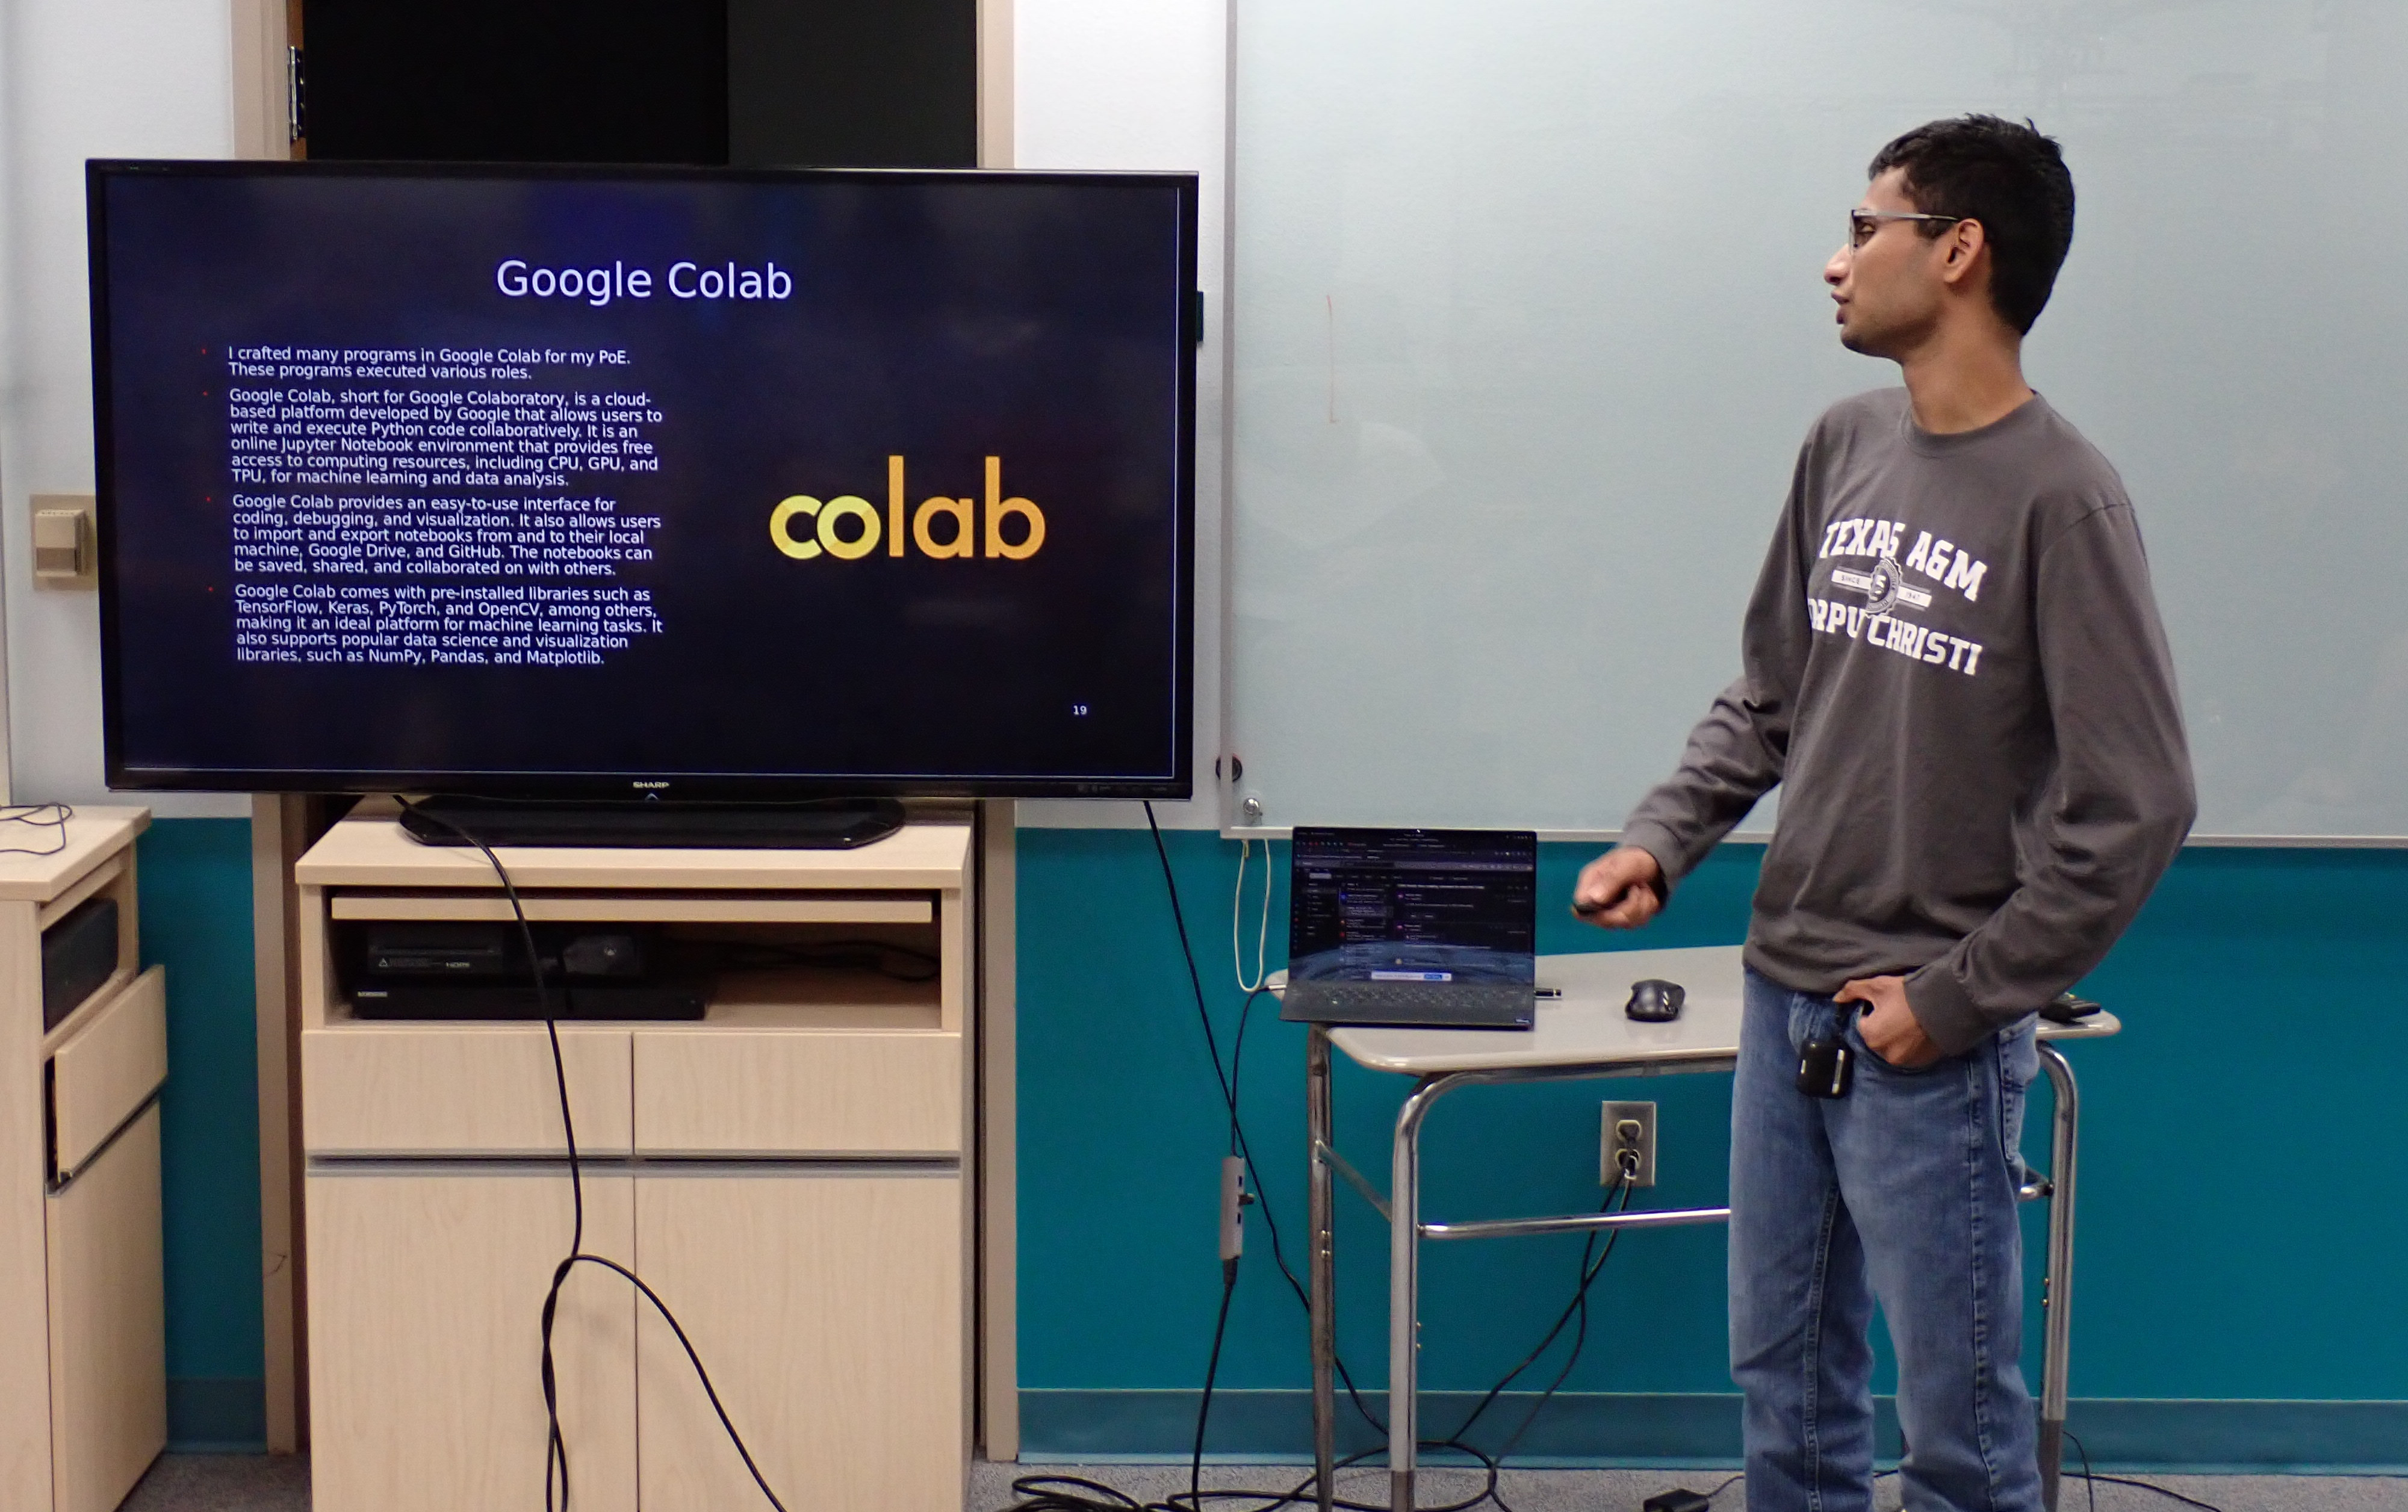 Google Colab
I crafted many programs in Google Colab for my PoE.
These programs executed various roles.
Google Colab, short for Google Colaboratory, is a cloud-
based platform developed by Google that allows users to
write and execute Python code collaboratively. It is an
online Jupyter Notebook environment that provides free
access to computing resources, including CPU, GPU, and
TPU, for machine learning and data analysis.
Google Colab provides an easy-to-use interface for
coding, debugging, and visualization. It also allows users
to import and export notebooks from and to their local
machine, Google Drive, and GitHub. The notebooks can
be saved, shared, and collaborated on with others.
Google Colab comes with pre-installed libraries such as
TensorFlow, Keras, PyTorch, and OpenCV, among others,
making it an ideal platform for machine learning tasks. It
also supports popular data science and visualization
libraries, such as NumPy, Pandas, and Matplotlib.
colab
19
SHARP
HDMI
TEXAS A&M
SINCE 1947
ORPU CHRISTI